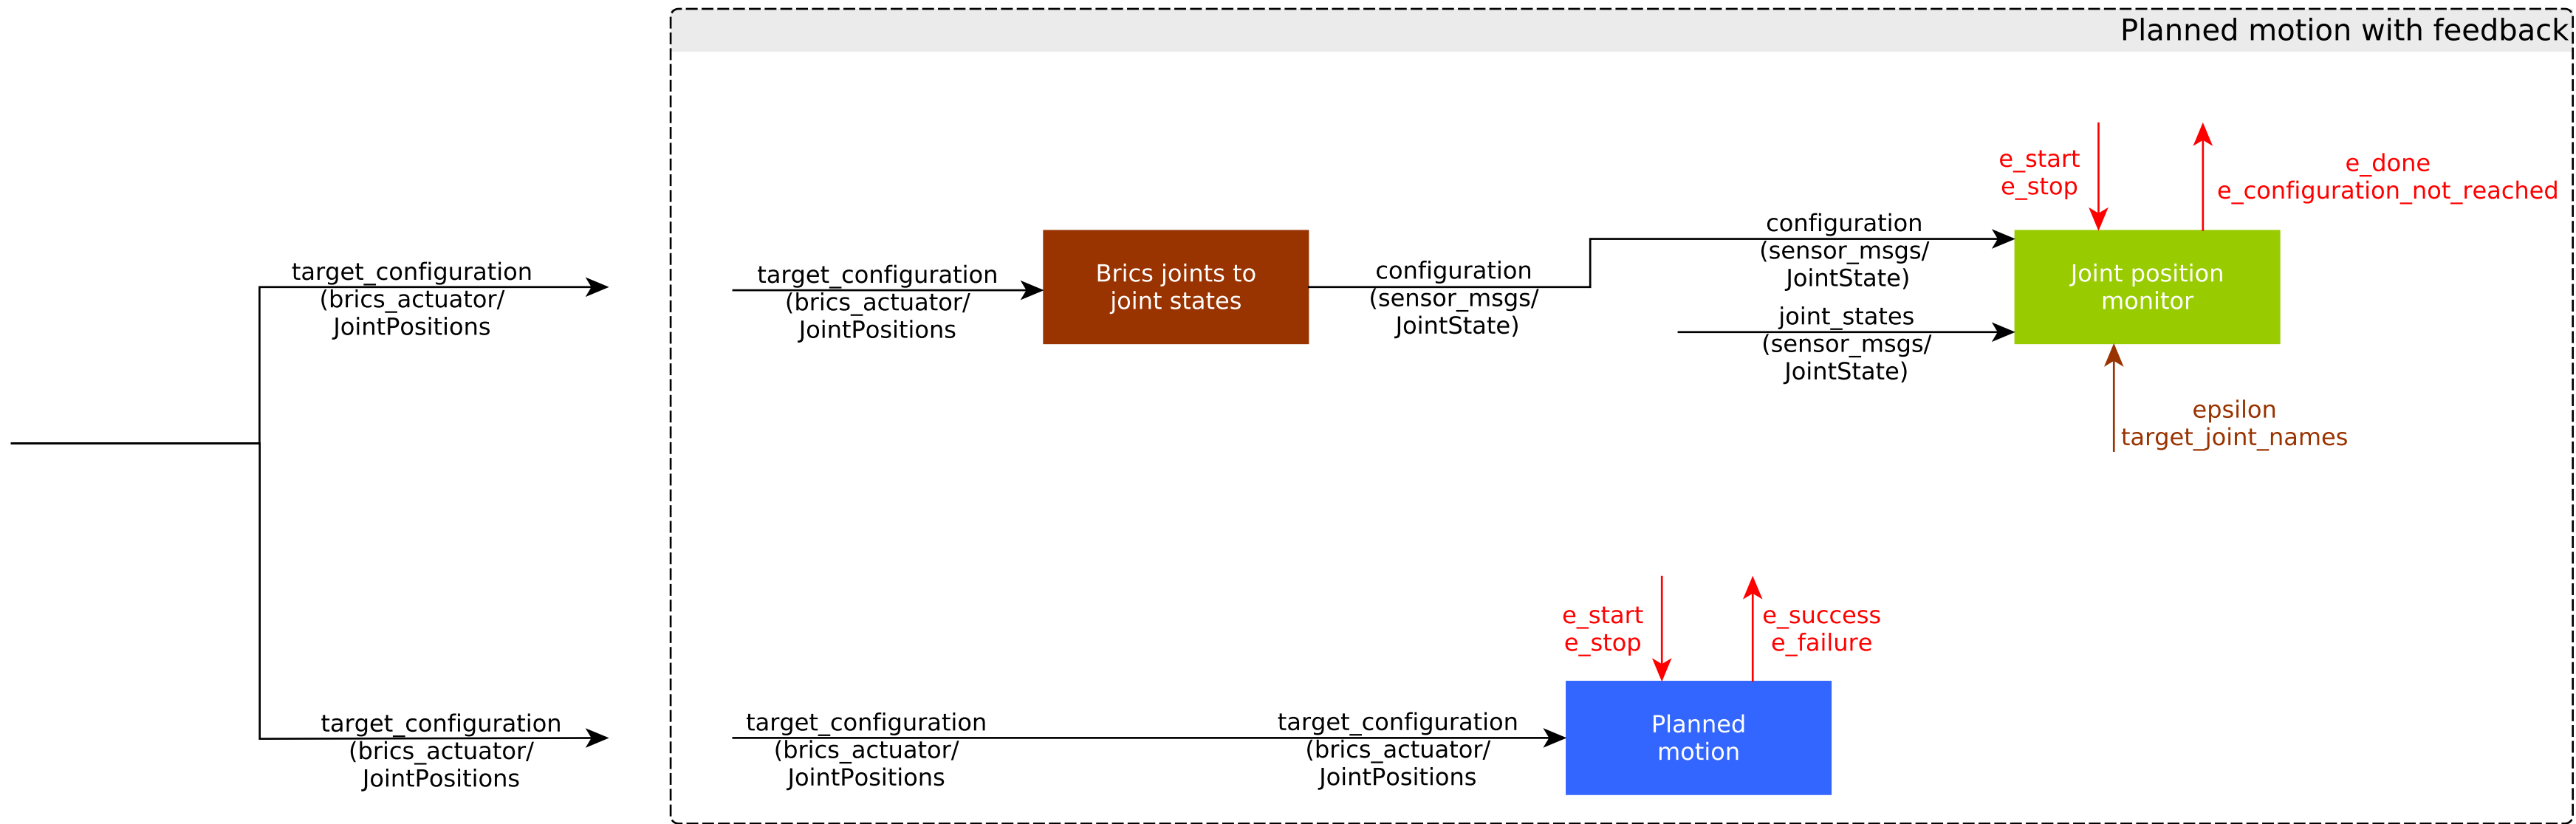 Planned motion with feedback
e_start
e_stop
e_done
e_configuration_not_reached
target_configuration
(brics_actuator/
JointPositions
target_configuration
(brics_actuator/
JointPositions
Brics joints to
joint states
configuration
(sensor_msgs/
JointState)
configuration
(sensor_msgs/
JointState)
joint_states
(sensor_msgs/
JointState)
Joint position
monitor
epsilon
target_joint_names
e_start
e_stop
e_success
e_failure
target_configuration
(brics_actuator/
JointPositions
target_configuration
(brics_actuator/
JointPositions
target_configuration
(brics_actuator/
JointPositions
Planned
motion